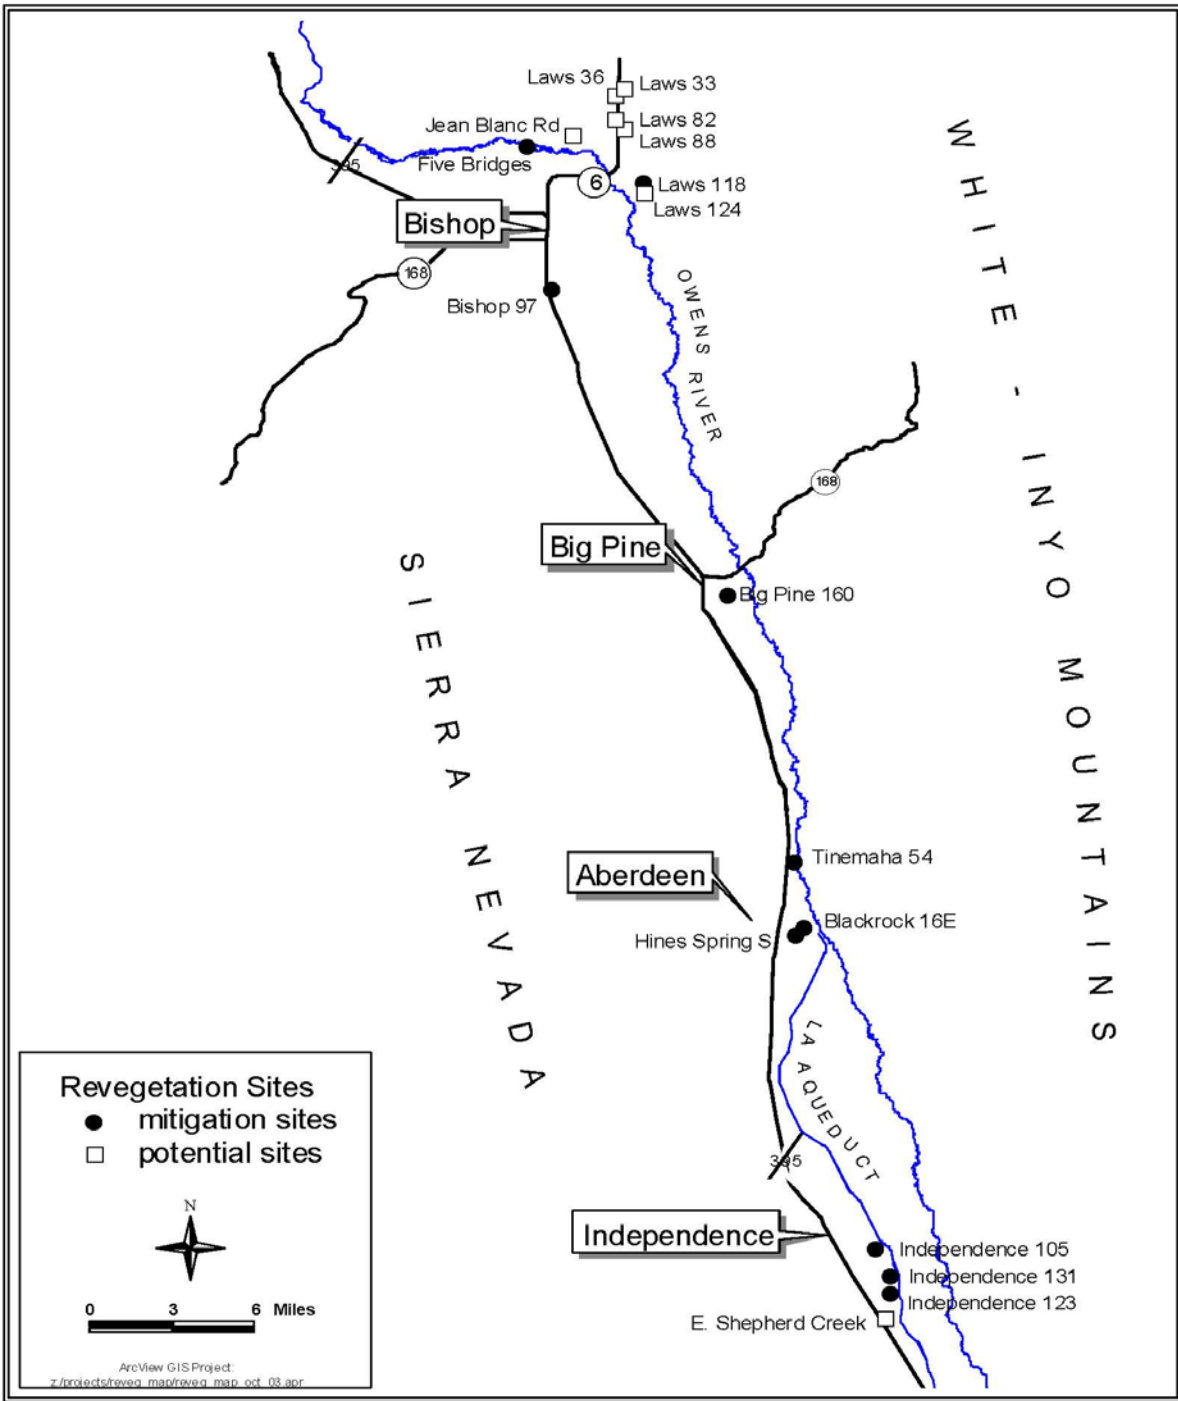 Laws 36
Laws 33
Jean Blanc Rd
Laws 82
Laws 88
395
Five Bridges
6
Laws 118
Laws 124
Bishop
168
Bishop 97
OWENS RIVER
WHITE - INYO MOUNTAINS
168
Big Pine
Big Pine 160
SIERRA NEVADA
Tinemaha 54
Aberdeen
Blackrock 16E
Hines Spring S
LA AQUEDUCT
395
Independence
Independence 105
Independence 131
Independence 123
E. Shepherd Creek
Revegetation Sites
mitigation sites
potential sites
N
0 3 6 Miles
ArcView GIS Project:
z:/projects/reveg_map/reveg_map_oct_03.apr